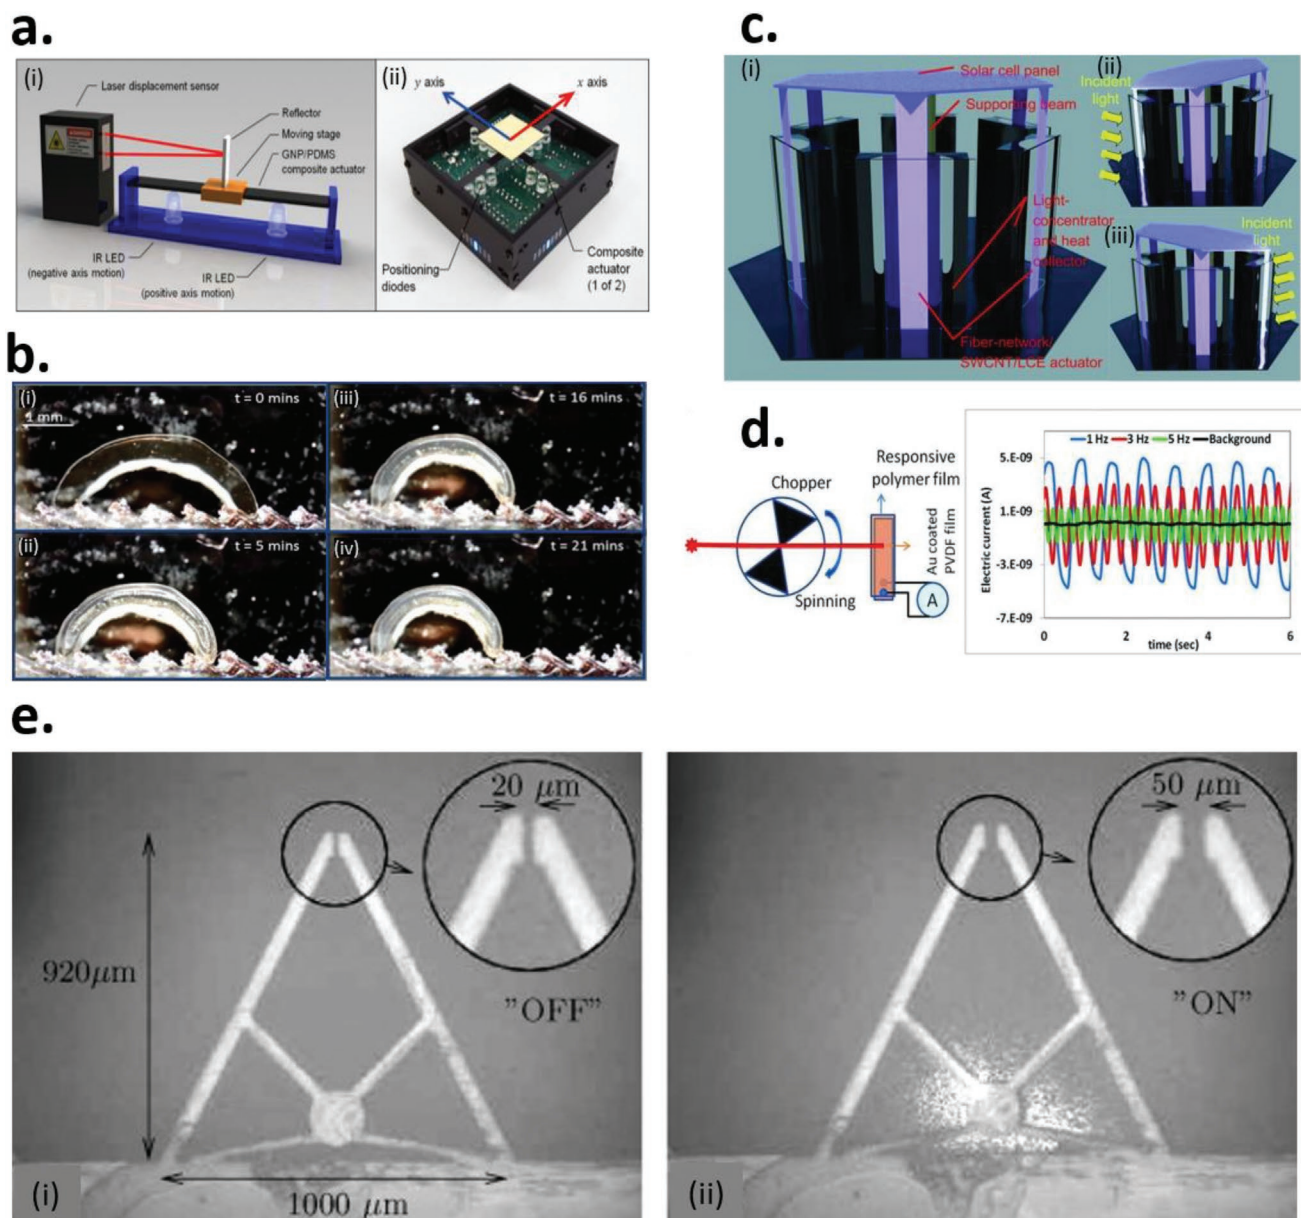 a.
(i)
Laser displacement sensor
Reflector
Moving stage
GNP/PDMS
composite actuator
IR LED
(negative axis motion)
IR LED
(positive axis motion)
(ii)
y axis
x axis
Positioning
diodes
Composite
actuator
(1 of 2)
b.
(i)
t = 0 mins
1 mm
(iii)
t = 16 mins
(ii)
t = 5 mins
(iv)
t = 21 mins
c.
(i)
Solar cell panel
Supporting beam
Light-
concentrator
and heat
collector
Fiber-network/
SWCNT/LCE actuator
(ii)
Incident
light
(iii)
Incident
light
d.
Chopper
Spinning
Responsive
polymer film
Au coated
PVDF film
A
1 Hz 3 Hz 5 Hz Background
Electric current (A)
5.E-09
1.E-09
-3.E-09
-7.E-09
0 2 4 6
time (sec)
e.
20 μm
920μm
"OFF"
1000 μm
(i)
50 μm
"ON"
(ii)